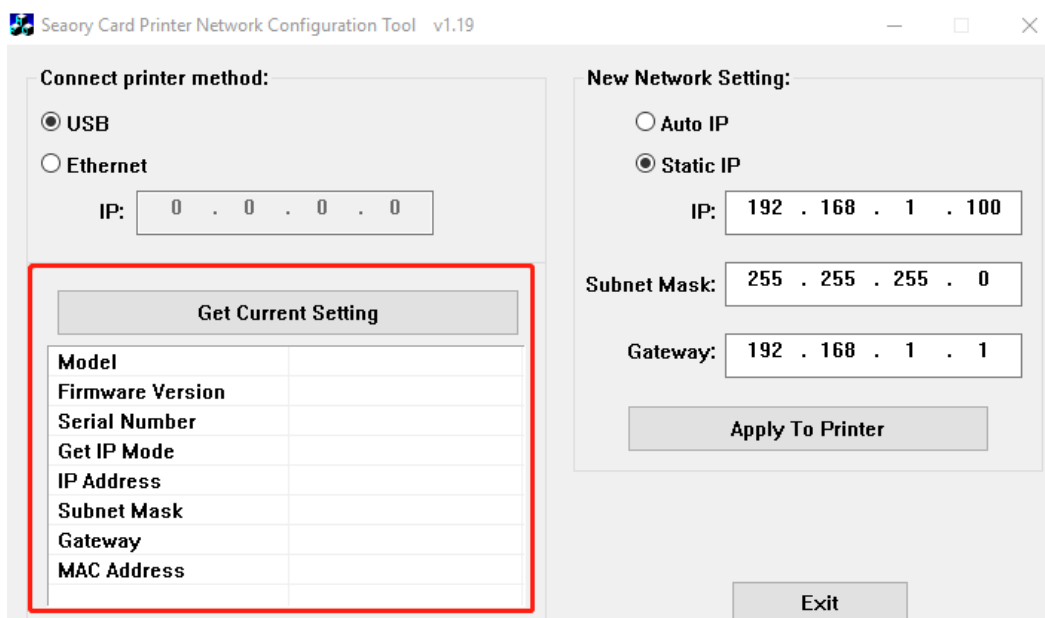 Seaory Card Printer Network Configuration Tool v1.19
Connect printer method:
USB
Ethernet
IP: 0 . 0 . 0 . 0
Get Current Setting
Model
Firmware Version
Serial Number
Get IP Mode
IP Address
Subnet Mask
Gateway
MAC Address
New Network Setting:
Auto IP
Static IP
IP: 192 . 168 . 1 . 100
Subnet Mask: 255 . 255 . 255 . 0
Gateway: 192 . 168 . 1 . 1
Apply To Printer
Exit